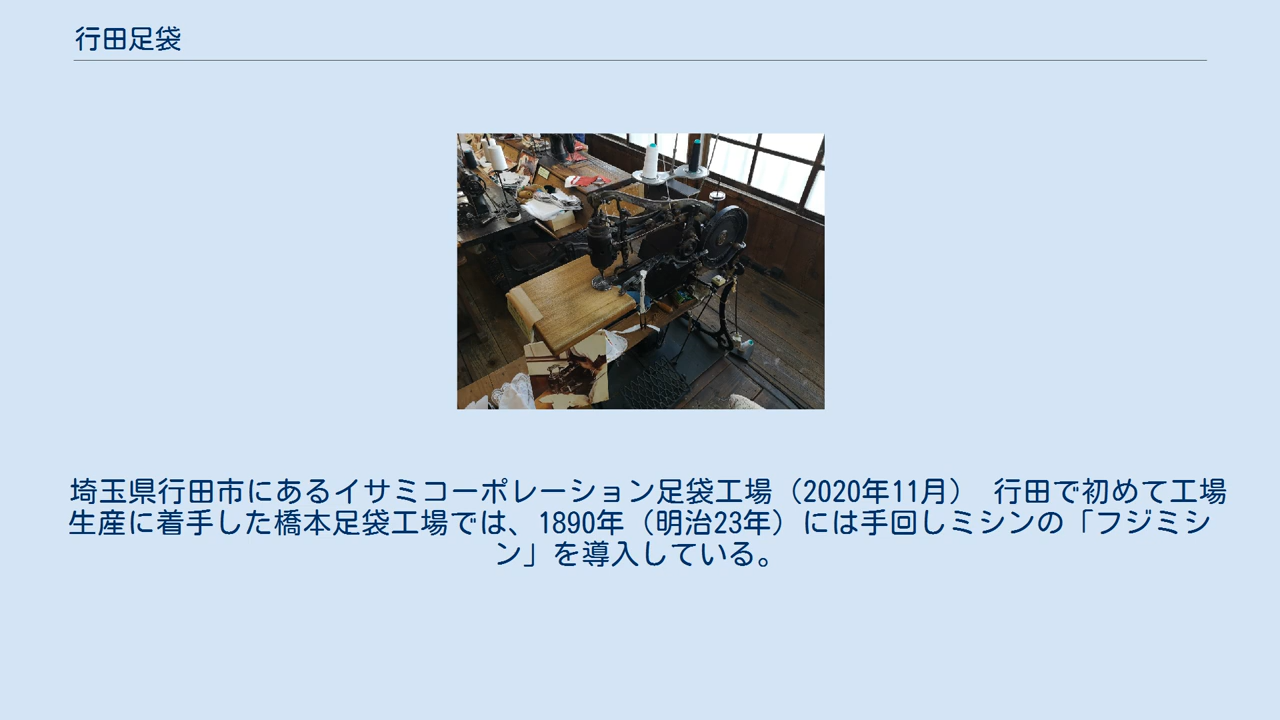 行田足袋
埼玉県行田市にあるイサミコーポレーション足袋工場（2020年11月） 行田で初めて工場
生産に着手した橋本足袋工場では、1890年（明治23年）には手回しミシンの「フジミシ
ン」を導入している。